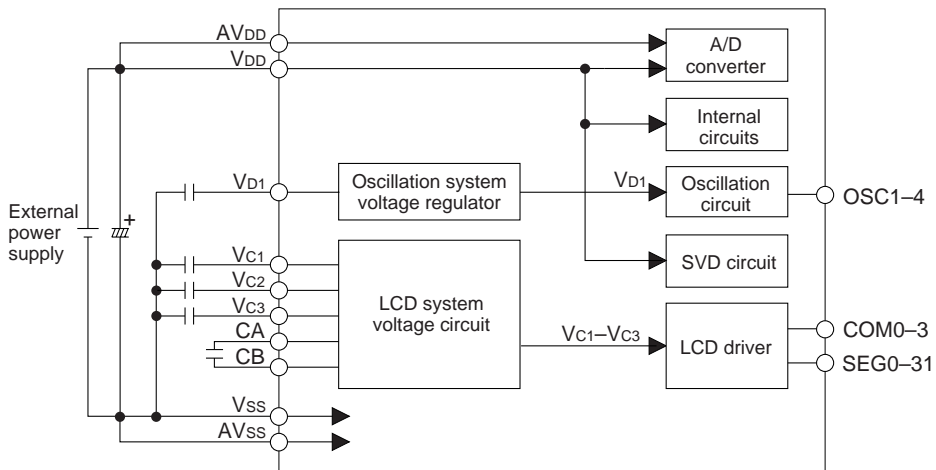 AVDD
VDD
A/D
converter
Internal
circuits
VD1
Oscillation system
voltage regulator
VD1
Oscillation
circuit
OSC1–4
External
power
supply
+
VC1
VC2
VC3
CA
CB
LCD system
voltage circuit
SVD circuit
VC1–VC3
LCD driver
COM0–3
SEG0–31
VSS
AVSS